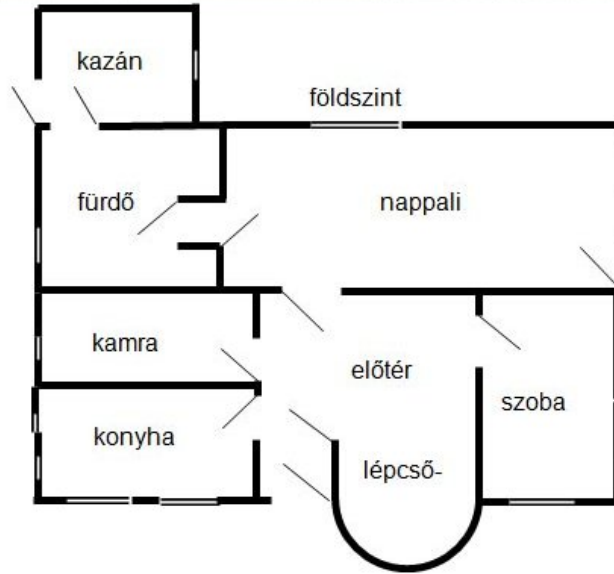 kazán
földszint
fürdő
nappali
kamra
előtér
szoba
konyha
lépcső-